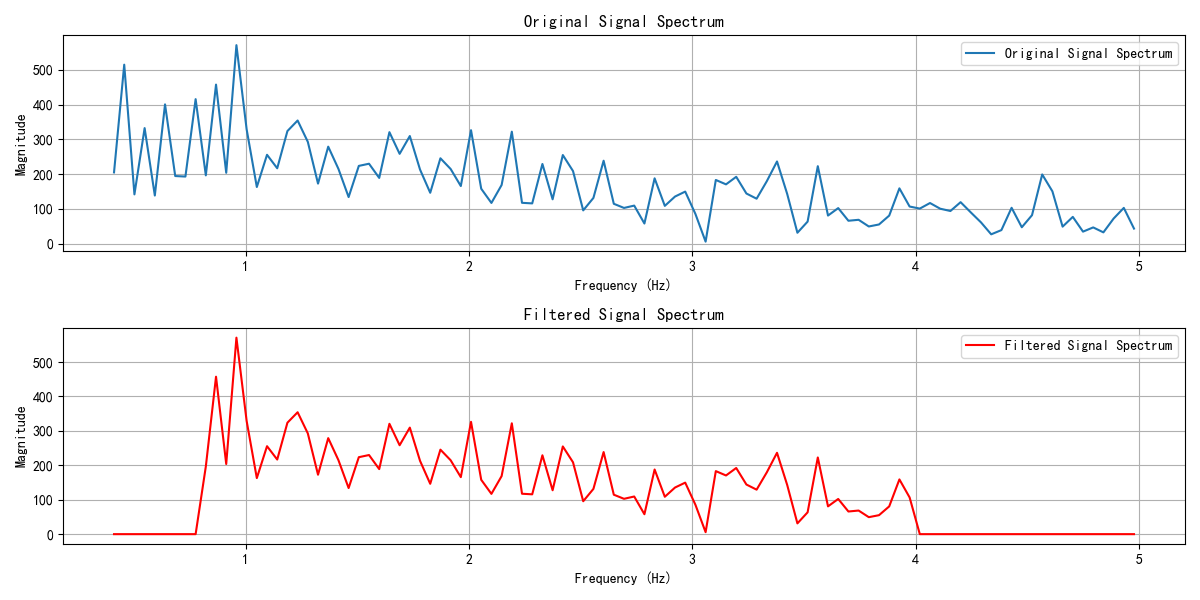 Original Signal Spectrum
Original Signal Spectrum
Magnitude
500
400
300
200
100
0
1
2
3
4
5
Frequency (Hz)
Filtered Signal Spectrum
Filtered Signal Spectrum
Magnitude
500
400
300
200
100
0
1
2
3
4
5
Frequency (Hz)